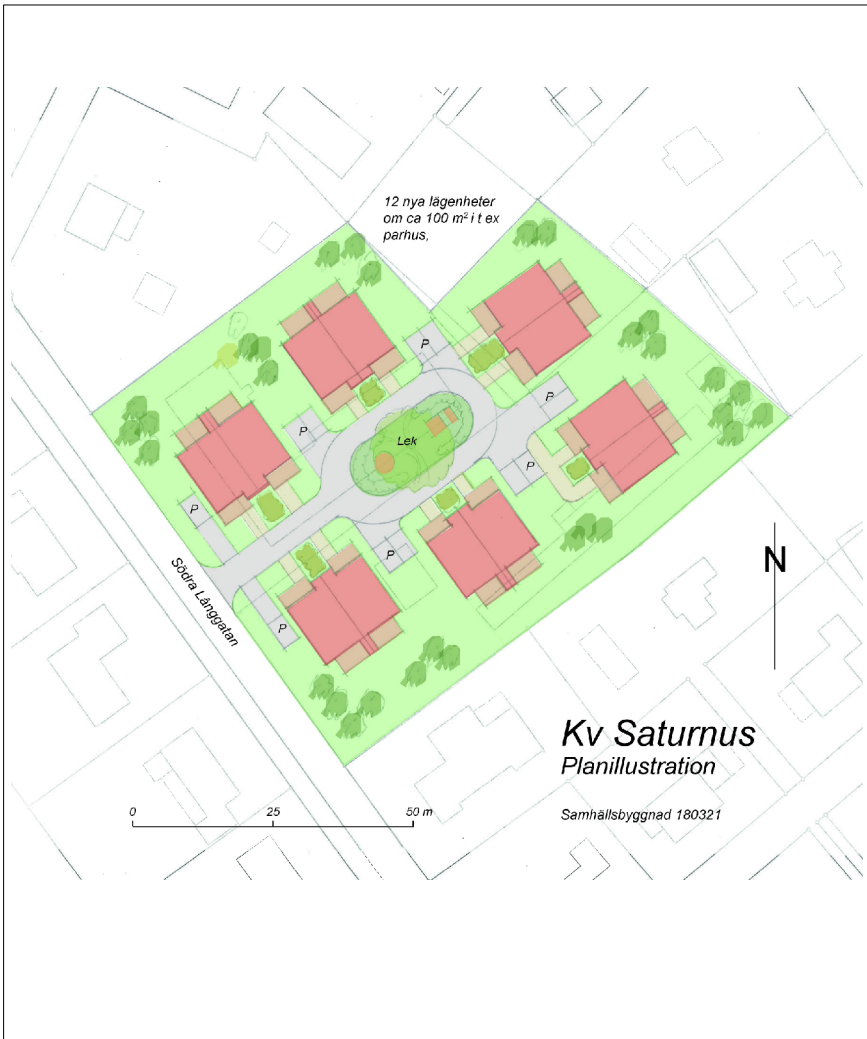 12 nya lägenheter
om ca 100 m² i t ex
parhus,
P
P
P
Lek
P
P
P
P
Södra Långgatan
N
Kv Saturnus
Planillustration
Samhällsbyggnad 180321
0 25 50 m